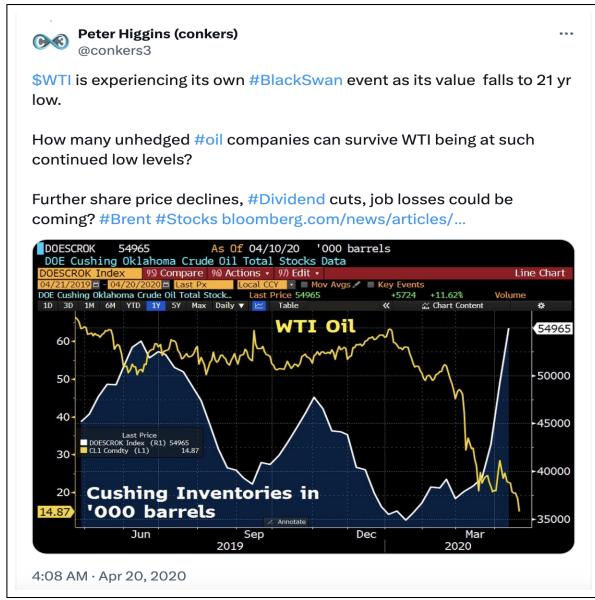 Peter Higgins (conkers)
@conkers3
$WTI is experiencing its own #BlackSwan event as its value falls to 21 yr
low.
How many unhedged #oil companies can survive WTI being at such
continued low levels?
Further share price declines, #Dividend cuts, job losses could be
coming? #Brent #Stocks bloomberg.com/news/articles/...
DOESCROK 54965 As Of 04/10/20 '000 barrels
DOE Cushing Oklahoma Crude Oil Total Stocks Data
DOESCROK Index 99) Compare 98) Actions 97) Edit Line Chart
04/21/2019 - 04/20/2020 Last Px Local CCY Mov Avgs Key Events
DOE Cushing Oklahoma Crude Oil Total Stock... Last Price 54965 +5724 +11.62% Volume
1D 3D 1M 6M YTD 1Y 5Y Max Daily Table Chart Content
WTI Oil
54965
60
50
40
30
20
14.87
50000
45000
40000
35000
Last Price
DOESCROK Index (R1) 54965
CL1 Comdty (L1) 14.87
Cushing Inventories in
'000 barrels
Annotate
Jun Sep Dec Mar
2019 2020
4:08 AM · Apr 20, 2020